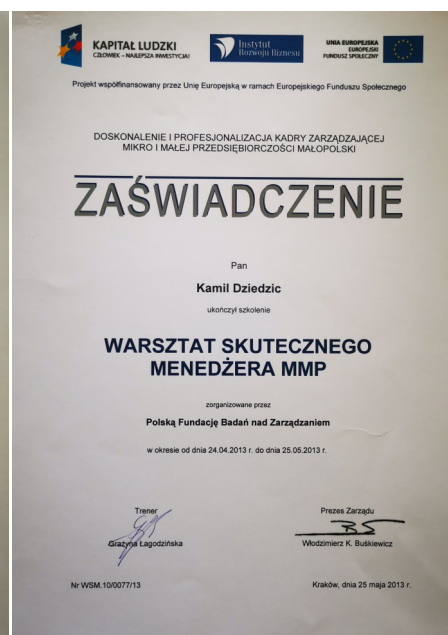 KAPITAŁ LUDZKI
CZŁOWIEK – NAJLEPSZA INWESTYCJA!
Instytut
Rozwoju Biznesu
UNIA EUROPEJSKA
EUROPEJSKI
FUNDUSZ SPOŁECZNY
Projekt współfinansowany przez Unię Europejską w ramach Europejskiego Funduszu Społecznego
DOSKONALENIE I PROFESJONALIZACJA KADRY ZARZĄDZAJĄCEJ
MIKRO I MAŁEJ PRZEDSIĘBIORCZOŚCI MAŁOPOLSKI
ZAŚWIADCZENIE
Pan
Kamil Dziedzic
ukończył szkolenie
WARSZTAT SKUTECZNEGO
MENEDŻERA MMP
zorganizowane przez
Polską Fundację Badań nad Zarządzaniem
w okresie od dnia 24.04.2013 r. do dnia 25.05.2013 r.
Trener
Grażyna Łagodzińska
Prezes Zarządu
Włodzimierz K. Buśkiewicz
Nr WSM.10/0077/13
Kraków, dnia 25 maja 2013 r.